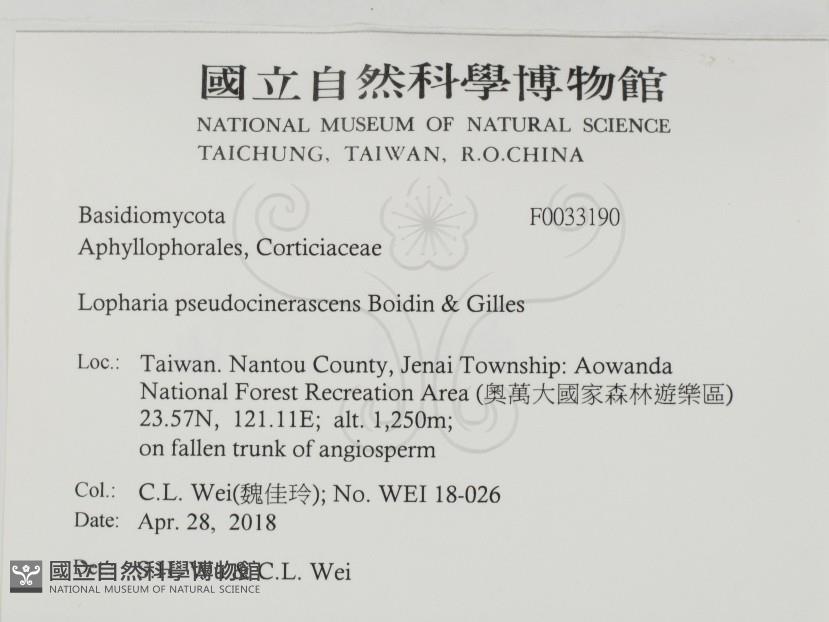 國立自然科學博物館
NATIONAL MUSEUM OF NATURAL SCIENCE
TAICHUNG, TAIWAN, R.O.CHINA
Basidiomycota F0033190
Aphyllophorales, Corticiaceae
Lopharia pseudocinerascens Boidin & Gilles
Loc.: Taiwan. Nantou County, Jenai Township: Aowanda
National Forest Recreation Area (奧萬大國家森林遊樂區)
23.57N, 121.11E; alt. 1,250m;
on fallen trunk of angiosperm
Col.: C.L. Wei(魏佳玲); No. WEI 18-026
Date: Apr. 28, 2018
C.L. Wei
國立自然科學博物館
NATIONAL MUSEUM OF NATURAL SCIENCE